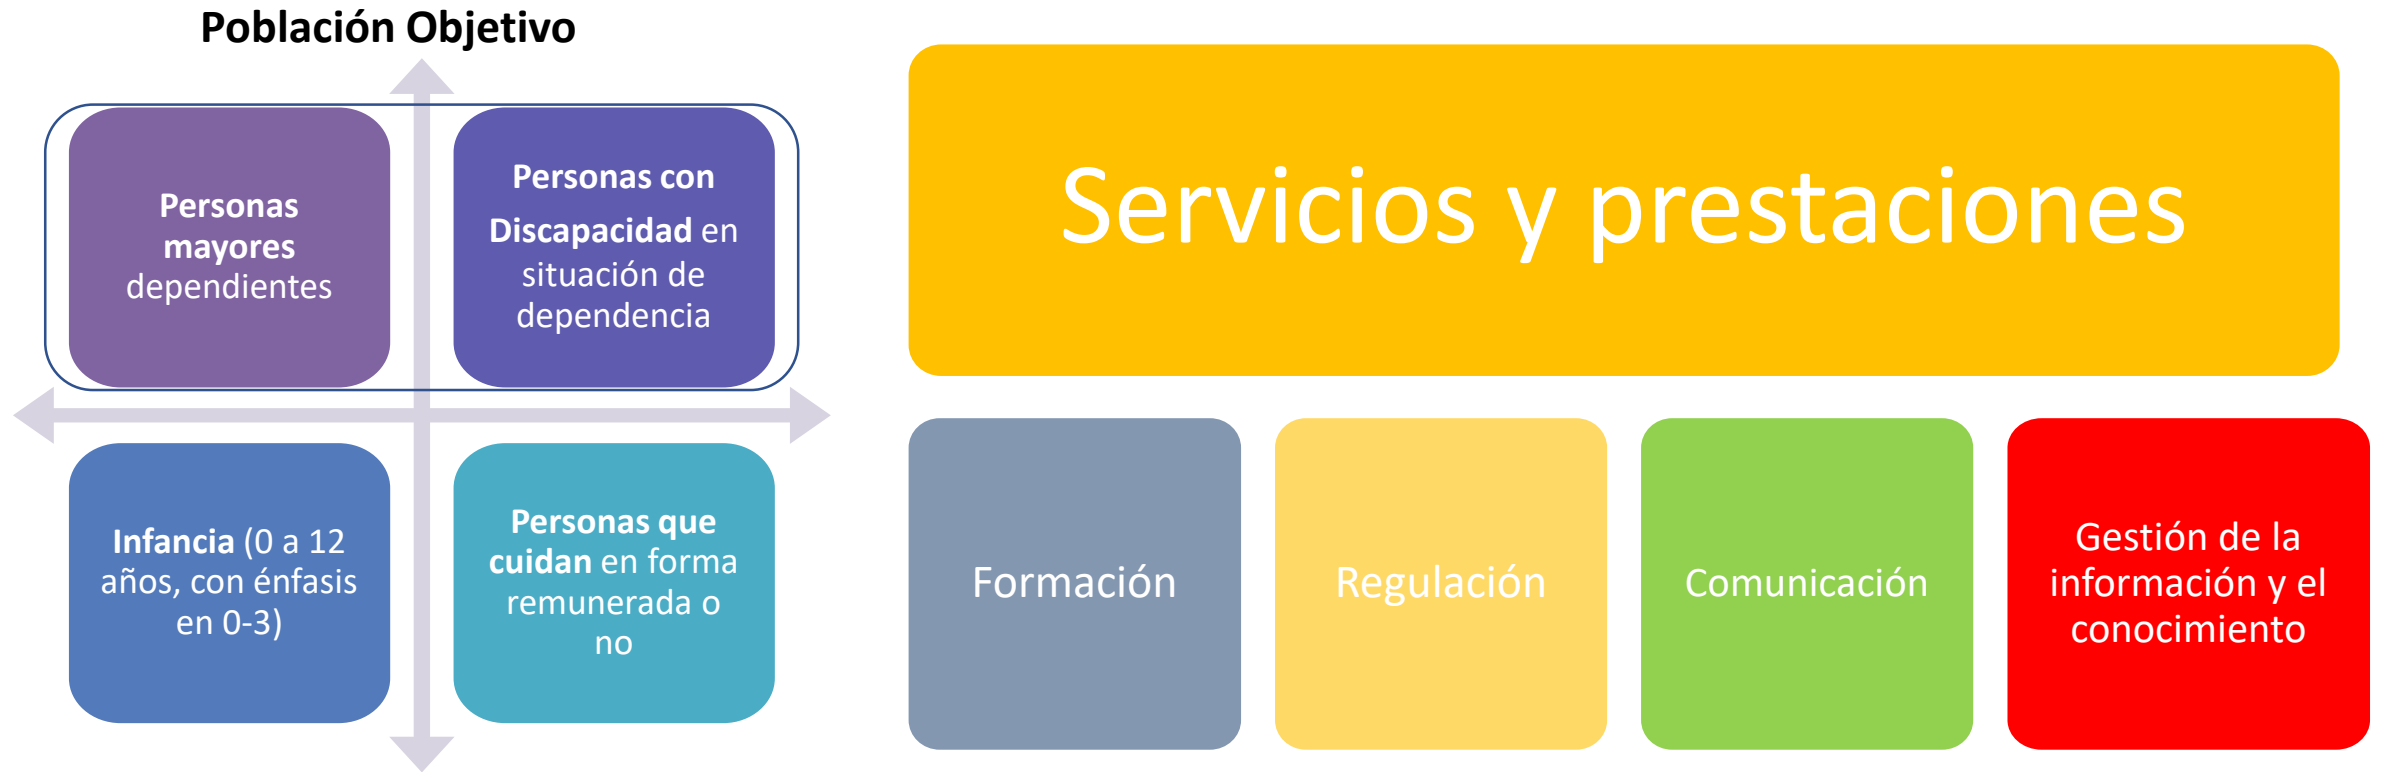 Población Objetivo
Personas
mayores
dependientes
Personas con
Discapacidad en
situación de
dependencia
Infancia (0 a 12
años, con énfasis
en 0-3)
Personas que
cuidan en forma
remunerada o
no
Servicios y prestaciones
Formación
Regulación
Comunicación
Gestión de la
información y el
conocimiento